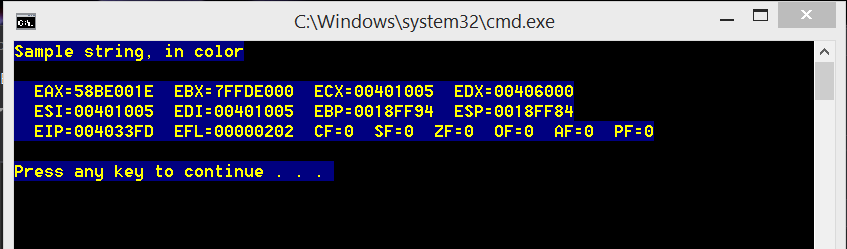 C:\Windows\system32\cmd.exe
Sample string, in color
EAX=58BE001E  EBX=7FFDE000  ECX=00401005  EDX=00406000
ESI=00401005  EDI=00401005  EBP=0018FF94  ESP=0018FF84
EIP=004033FD  EFL=00000202  CF=0  SF=0  ZF=0  OF=0  AF=0  PF=0
Press any key to continue . . .